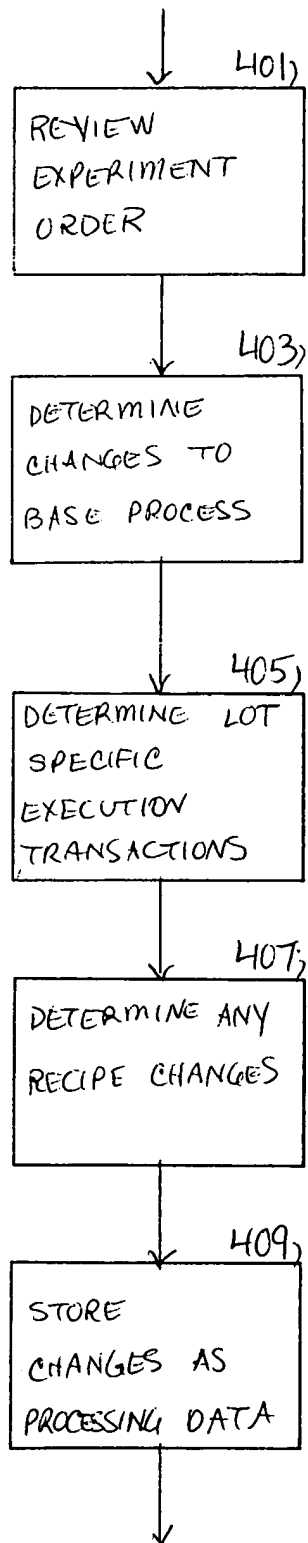 401
REVIEW
EXPERIMENT
ORDER
403
DETERMINE
CHANGES TO
BASE PROCESS
405
DETERMINE LOT
SPECIFIC
EXECUTION
TRANSACTIONS
407
DETERMINE ANY
RECIPE CHANGES
409
STORE
CHANGES AS
PROCESSING DATA